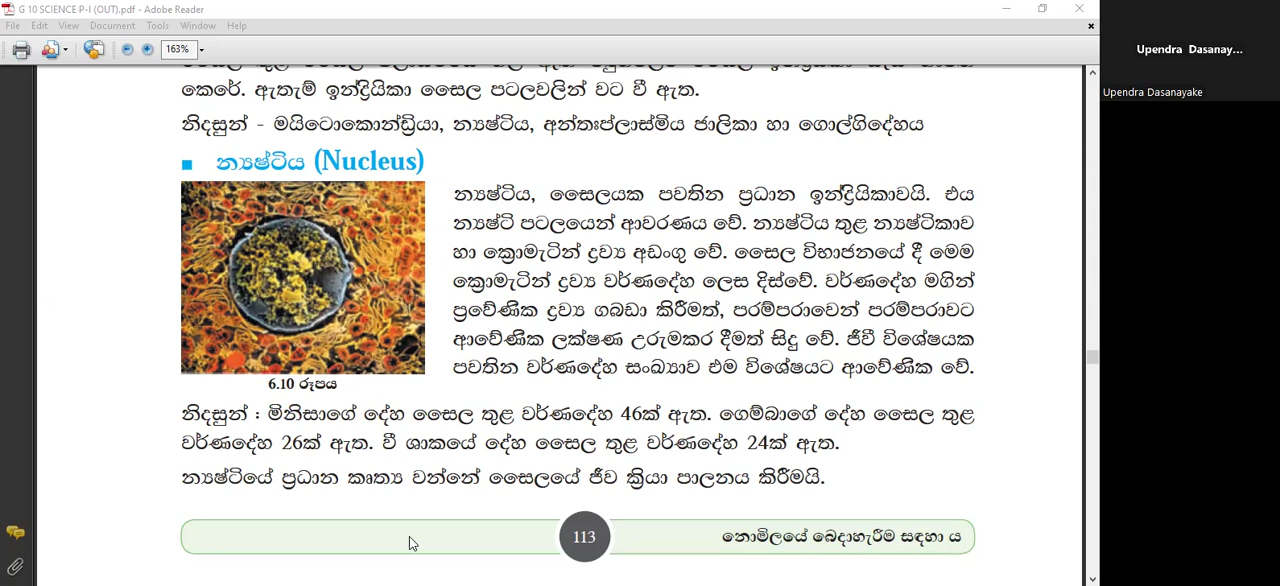 G 10 SCIENCE P-I (OUT).pdf - Adobe Reader
File Edit View Document Tools Window Help
163%
කෙරේ. ඇතැම් ඉන්ද්‍රියිකා සෛල පටලවලින් වට වී ඇත.
නිදසුන් - මයිටොකොන්ඩ්‍රියා, න්‍යෂ්ටිය, අන්තඃප්ලාස්මීය ජාලිකා හා ගොල්ගිදේහය
න්‍යෂ්ටිය (Nucleus)
න්‍යෂ්ටිය, සෛලයක පවතින ප්‍රධාන ඉන්ද්‍රියිකාවයි. එය
න්‍යෂ්ටි පටලයෙන් ආවරණය වේ. න්‍යෂ්ටිය තුළ න්‍යෂ්ටිකාව
හා ක්‍රොමැටින් ද්‍රව්‍ය අඩංගු වේ. සෛල විභාජනයේ දී මෙම
ක්‍රොමැටින් ද්‍රව්‍ය වර්ණදේහ ලෙස දිස්වේ. වර්ණදේහ මගින්
ප්‍රවේණික ද්‍රව්‍ය ගබඩා කිරීමත්, පරම්පරාවෙන් පරම්පරාවට
ආවේණික ලක්ෂණ උරුමකර දීමත් සිදු වේ. ජීවී විශේෂයක
පවතින වර්ණදේහ සංඛ්‍යාව එම විශේෂයට ආවේණික වේ.
6.10 රූපය
නිදසුන් : මිනිසාගේ දේහ සෛල තුළ වර්ණදේහ 46ක් ඇත. ගෙම්බාගේ දේහ සෛල තුළ
වර්ණදේහ 26ක් ඇත. වී ශාකයේ දේහ සෛල තුළ වර්ණදේහ 24ක් ඇත.
න්‍යෂ්ටියේ ප්‍රධාන කෘත්‍ය වන්නේ සෛලයේ ජීව ක්‍රියා පාලනය කිරීමයි.
113
නොමිලයේ බෙදාහැරීම සඳහා ය
Upendra Dasanay...
Upendra Dasanayake